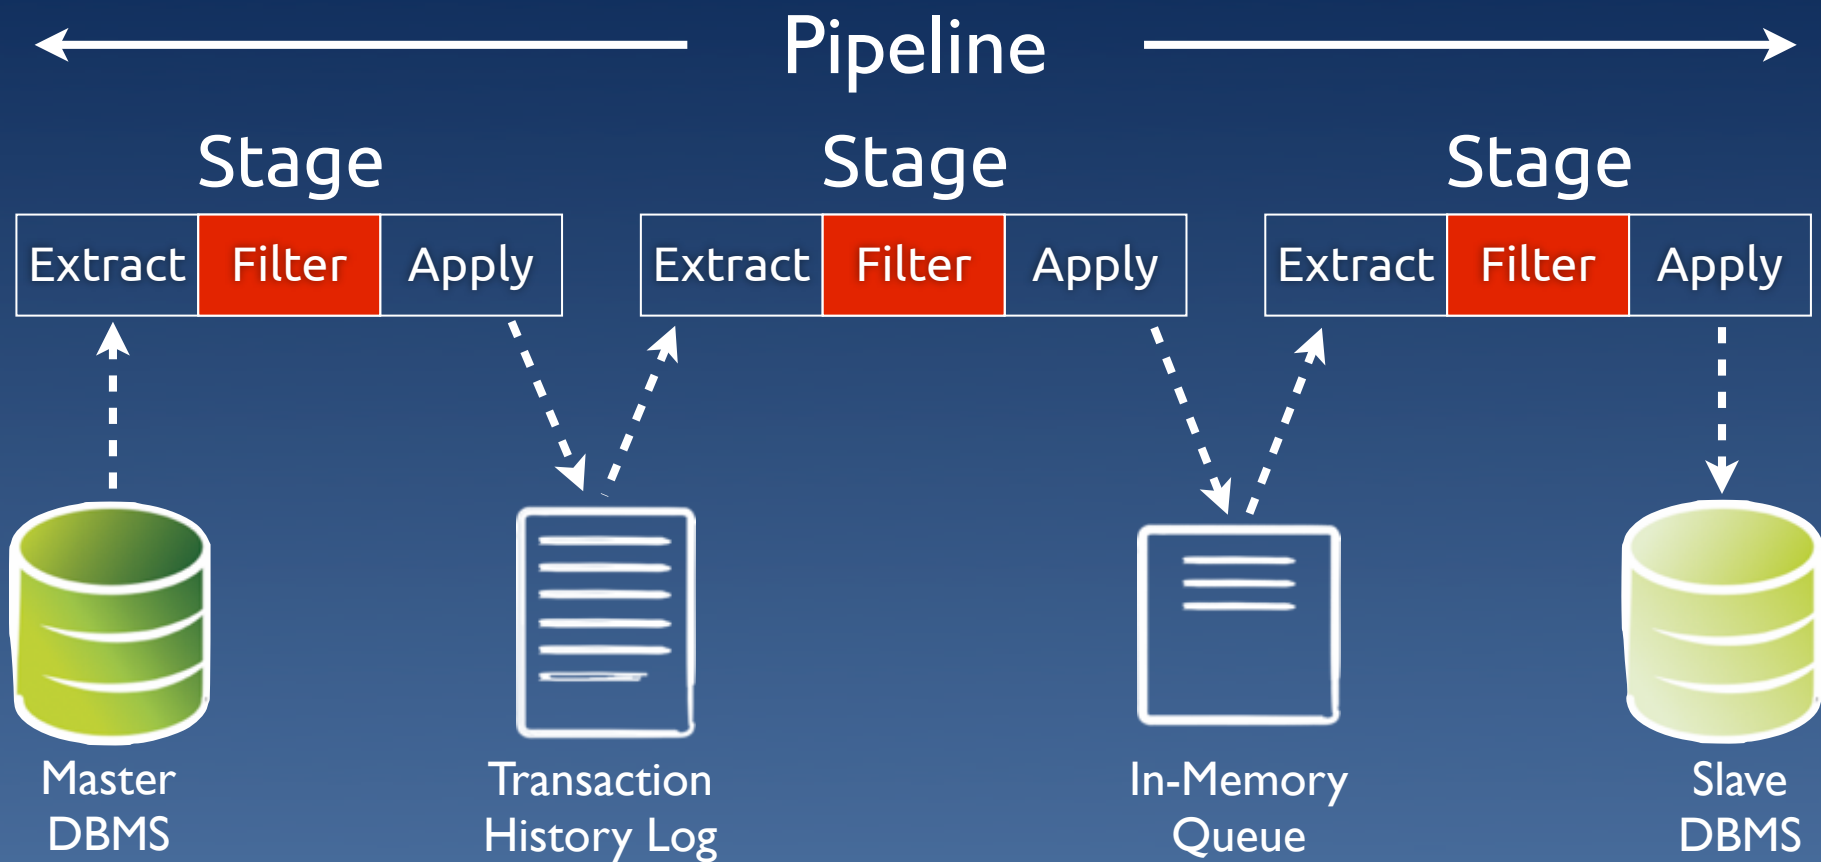 Pipeline
Stage
Stage
Stage
Extract Filter Apply
Extract Filter Apply
Extract Filter Apply
Master
DBMS
Transaction
History Log
In-Memory
Queue
Slave
DBMS